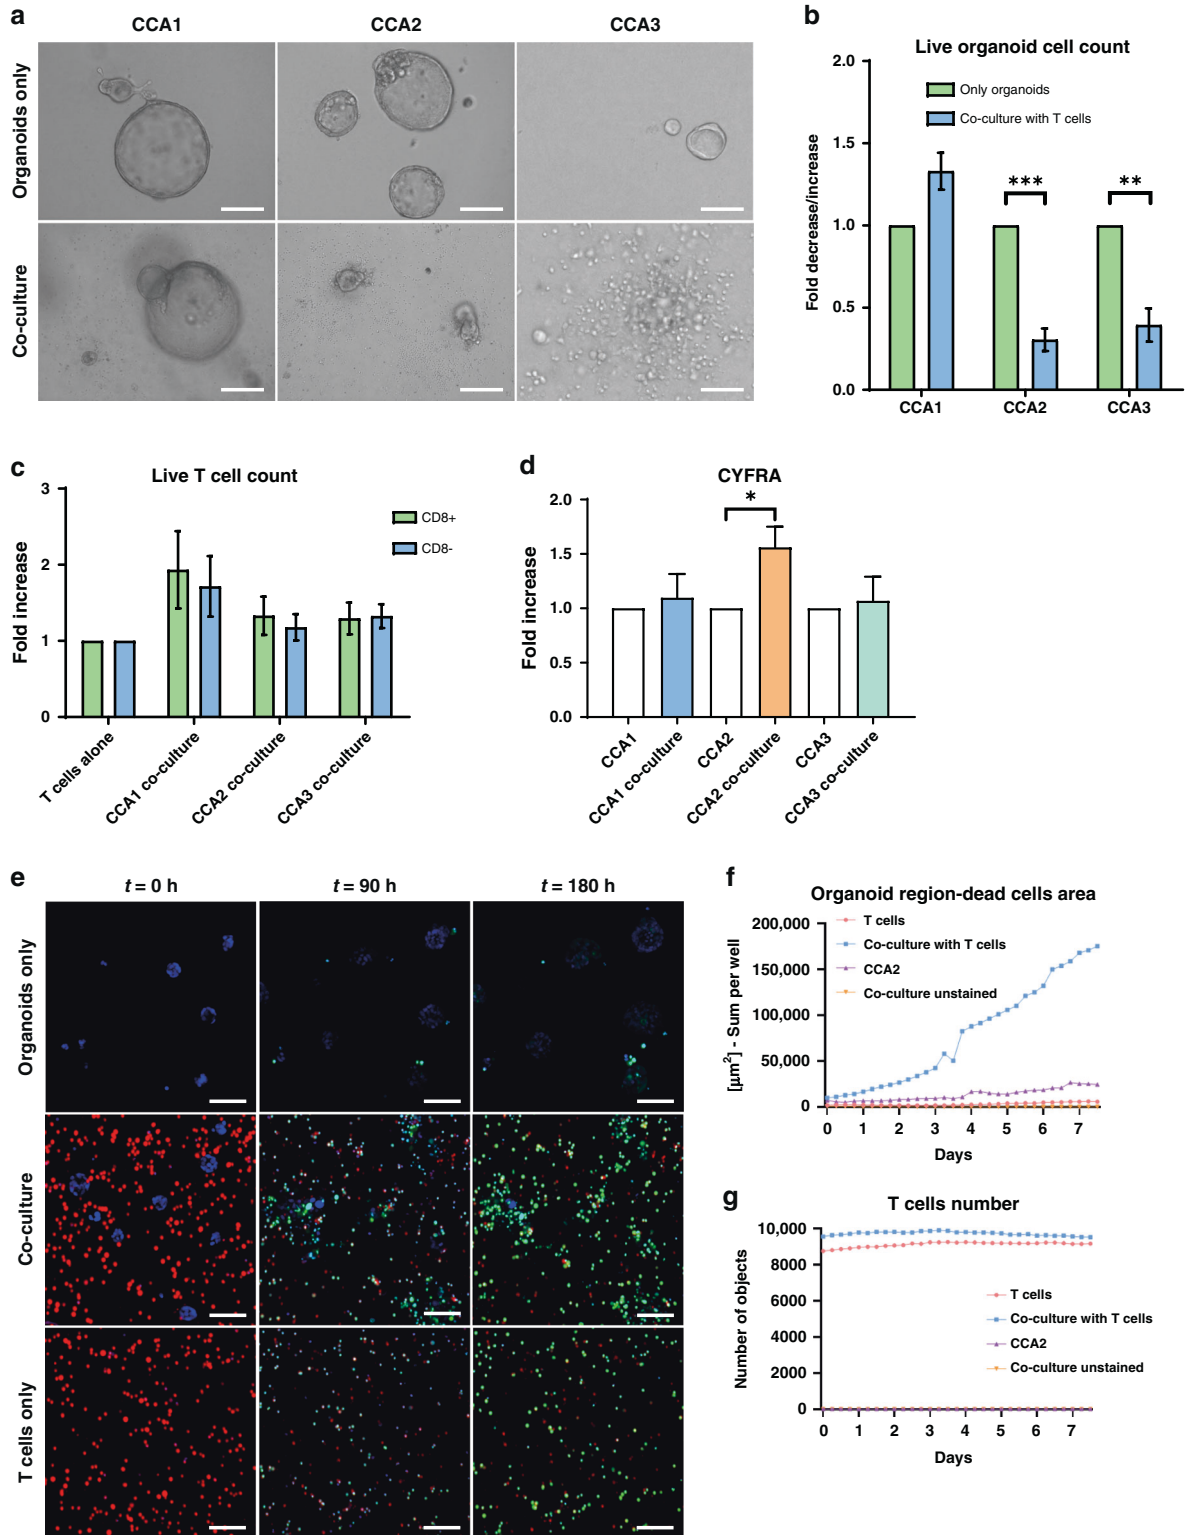 a
CCA1 CCA2 CCA3
Organoids only
Co-culture
b
Live organoid cell count
Only organoids
Co-culture with T cells
Fold decrease/increase
2.0
1.5
1.0
0.5
0.0
***
**
CCA1 CCA2 CCA3
c
Live T cell count
CD8+
CD8-
Fold increase
3
2
1
0
T cells alone
CCA1 co-culture
CCA2 co-culture
CCA3 co-culture
d
CYFRA
*
Fold increase
2.0
1.5
1.0
0.5
0.0
CCA1
CCA1 co-culture
CCA2
CCA2 co-culture
CCA3
CCA3 co-culture
e
t = 0 h t = 90 h t = 180 h
Organoids only
Co-culture
T cells only
f
Organoid region-dead cells area
T cells
Co-culture with T cells
CCA2
Co-culture unstained
[µm²] - Sum per well
200,000
150,000
100,000
50,000
0
0 1 2 3 4 5 6 7
Days
g
T cells number
Number of objects
10,000
8000
6000
4000
2000
0
T cells
Co-culture with T cells
CCA2
Co-culture unstained
0 1 2 3 4 5 6 7
Days